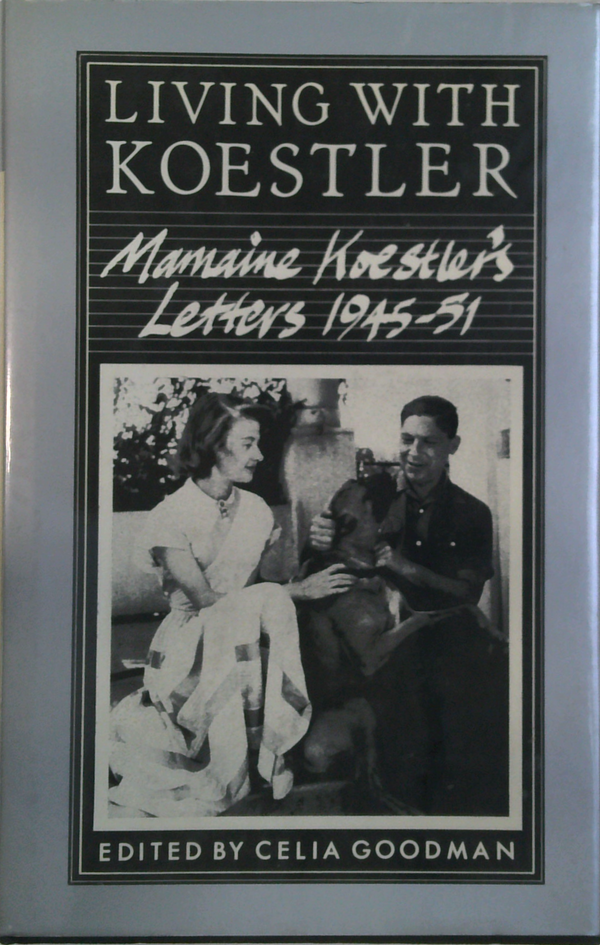 LIVING WITH
KOESTLER
Mamaine Koestler's
Letters 1945-51
EDITED BY CELIA GOODMAN